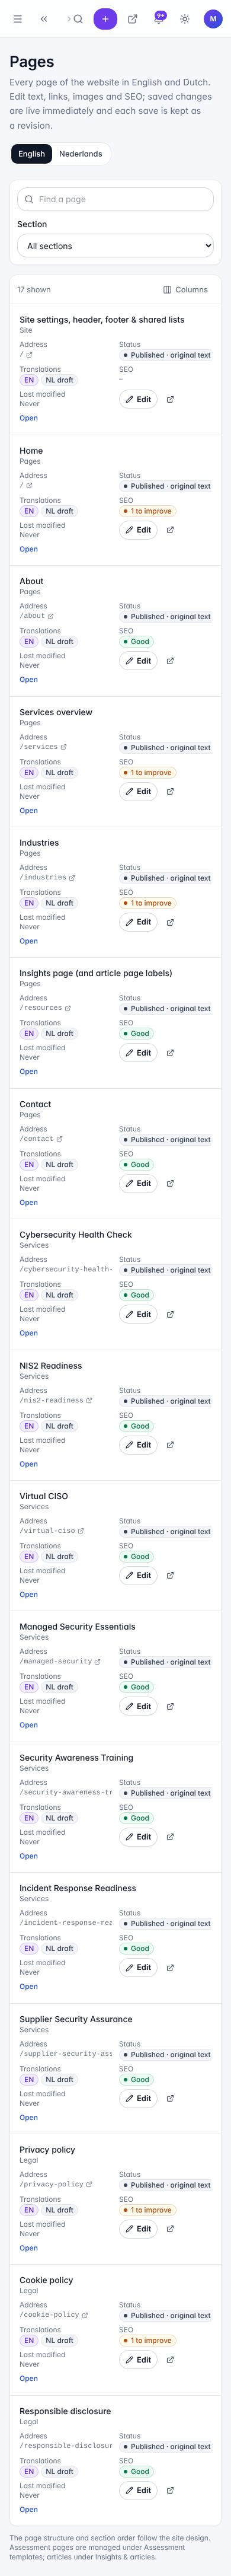 9+
M
Pages
Every page of the website in English and Dutch.
Edit text, links, images and SEO; saved changes
are live immediately and each save is kept as
a revision.
English Nederlands
Find a page
Section
All sections
17 shown Columns
Site settings, header, footer & shared lists
Site
Address Status
/ Published · original text
Translations SEO
EN NL draft –
Last modified Edit
Never
Open
Home
Pages
Address Status
/ Published · original text
Translations SEO
EN NL draft 1 to improve
Last modified Edit
Never
Open
About
Pages
Address Status
/about Published · original text
Translations SEO
EN NL draft Good
Last modified Edit
Never
Open
Services overview
Pages
Address Status
/services Published · original text
Translations SEO
EN NL draft 1 to improve
Last modified Edit
Never
Open
Industries
Pages
Address Status
/industries Published · original text
Translations SEO
EN NL draft 1 to improve
Last modified Edit
Never
Open
Insights page (and article page labels)
Pages
Address Status
/resources Published · original text
Translations SEO
EN NL draft Good
Last modified Edit
Never
Open
Contact
Pages
Address Status
/contact Published · original text
Translations SEO
EN NL draft Good
Last modified Edit
Never
Open
Cybersecurity Health Check
Services
Address Status
/cybersecurity-health- Published · original text
Translations SEO
EN NL draft Good
Last modified Edit
Never
Open
NIS2 Readiness
Services
Address Status
/nis2-readiness Published · original text
Translations SEO
EN NL draft Good
Last modified Edit
Never
Open
Virtual CISO
Services
Address Status
/virtual-ciso Published · original text
Translations SEO
EN NL draft Good
Last modified Edit
Never
Open
Managed Security Essentials
Services
Address Status
/managed-security Published · original text
Translations SEO
EN NL draft Good
Last modified Edit
Never
Open
Security Awareness Training
Services
Address Status
/security-awareness-tr Published · original text
Translations SEO
EN NL draft Good
Last modified Edit
Never
Open
Incident Response Readiness
Services
Address Status
/incident-response-rea Published · original text
Translations SEO
EN NL draft Good
Last modified Edit
Never
Open
Supplier Security Assurance
Services
Address Status
/supplier-security-ass Published · original text
Translations SEO
EN NL draft Good
Last modified Edit
Never
Open
Privacy policy
Legal
Address Status
/privacy-policy Published · original text
Translations SEO
EN NL draft 1 to improve
Last modified Edit
Never
Open
Cookie policy
Legal
Address Status
/cookie-policy Published · original text
Translations SEO
EN NL draft 1 to improve
Last modified Edit
Never
Open
Responsible disclosure
Legal
Address Status
/responsible-disclosur Published · original text
Translations SEO
EN NL draft Good
Last modified Edit
Never
Open
The page structure and section order follow the site design.
Assessment pages are managed under Assessment
templates; articles under Insights & articles.